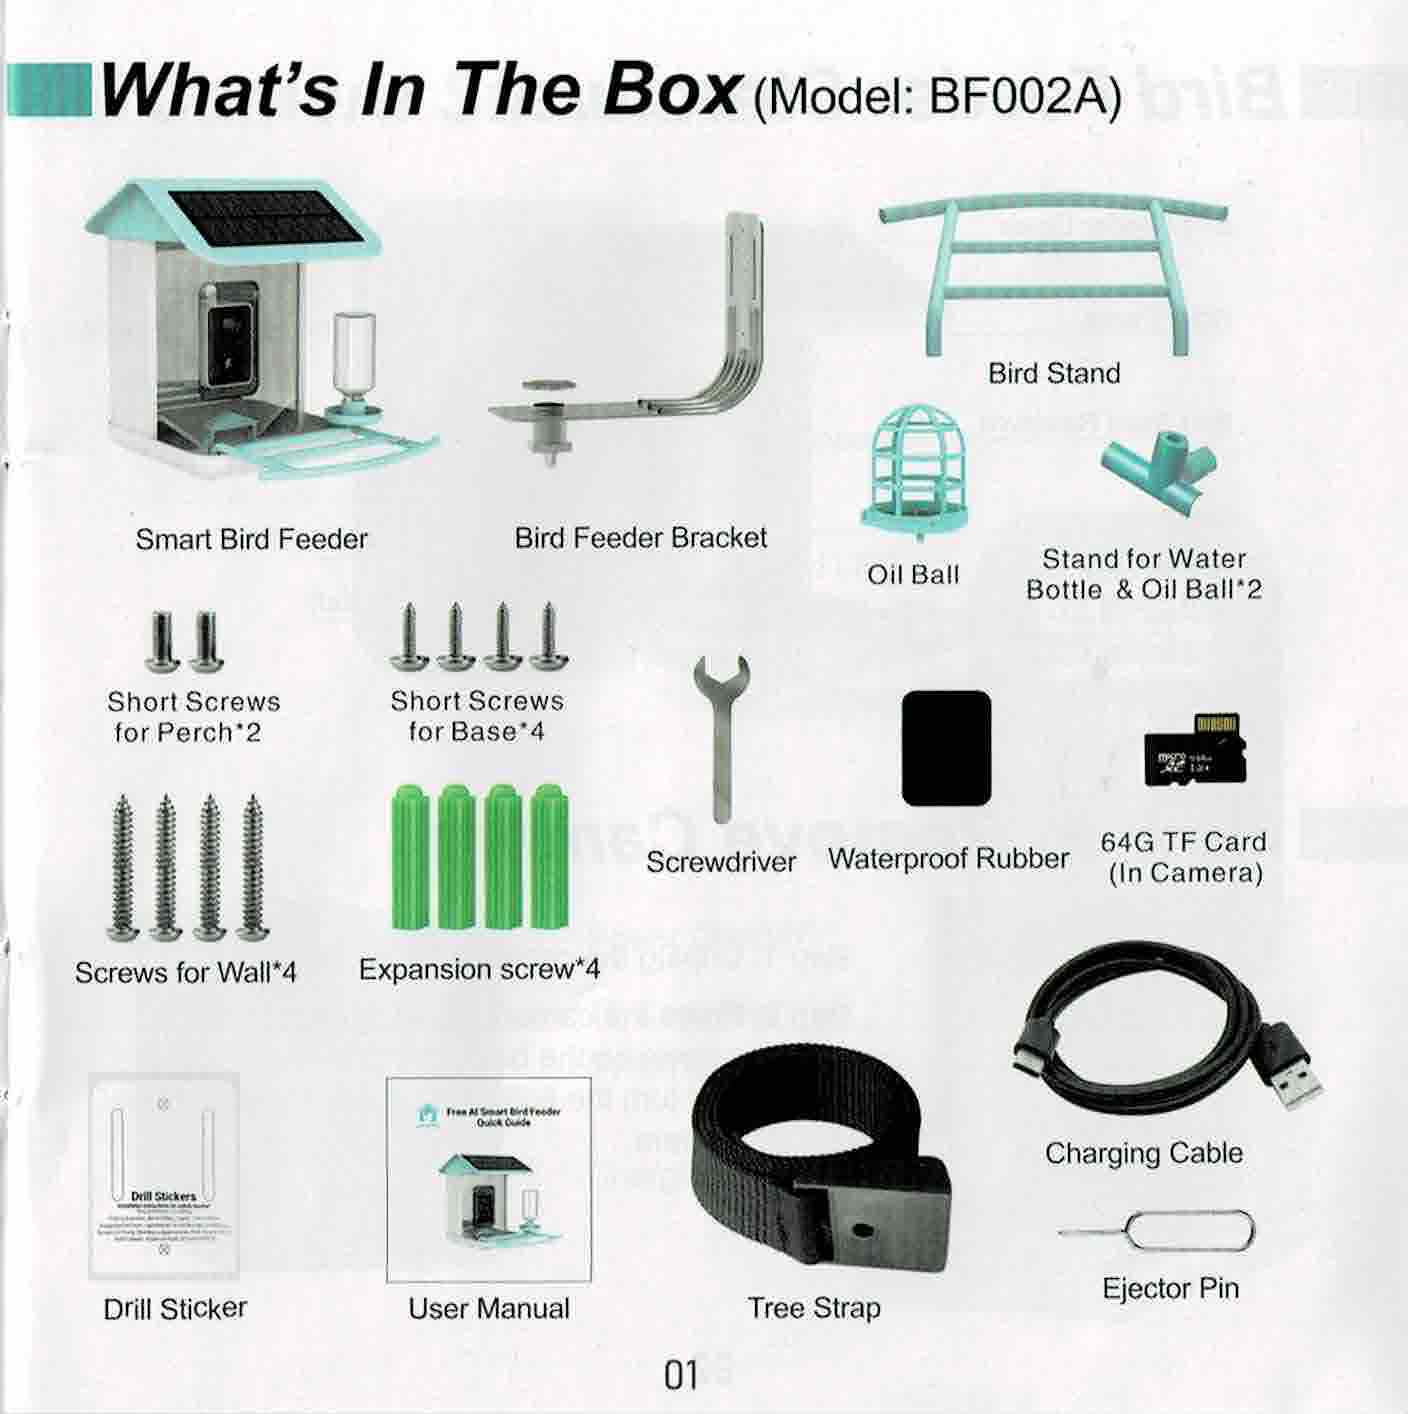 What's In The Box (Model: BF002A)
Smart Bird Feeder
Bird Feeder Bracket
Bird Stand
Oil Ball
Stand for Water
Bottle & Oil Ball*2
Short Screws
for Perch*2
Short Screws
for Base*4
Screwdriver
Waterproof Rubber
micro
64G TF Card
(In Camera)
Screws for Wall*4
Expansion screw*4
Charging Cable
Drill Stickers
Drill Sticker
Free AI Smart Bird Feeder
Quick Guide
User Manual
Tree Strap
Ejector Pin
01